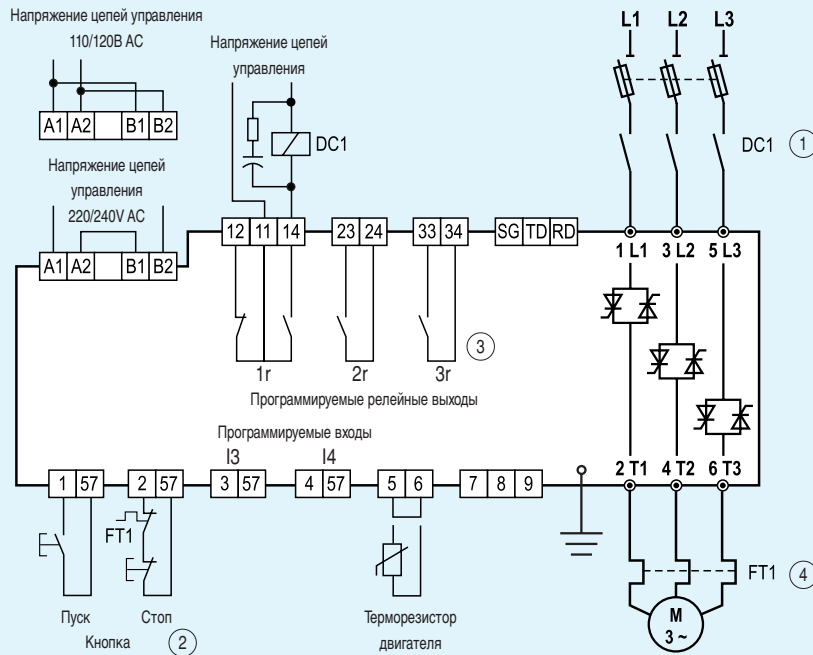 Напряжение цепей управления
110/120В AC
A1 A2 B1 B2
Напряжение цепей
управления
220/240V AC
A1 A2 B1 B2
Напряжение цепей
управления
DC1
L1 L2 L3
DC1 1
12 11 14 23 24 33 34 SG TD RD
1 L1 3 L2 5 L3
1r 2r 3r 3
Программируемые релейные выходы
Программируемые входы
I3 I4
1 57 2 57 3 57 4 57 5 6 7 8 9
2 T1 4 T2 6 T3
FT1
FT1 4
Пуск Стоп
Кнопка 2
Терморезистор
двигателя
M
3 ~